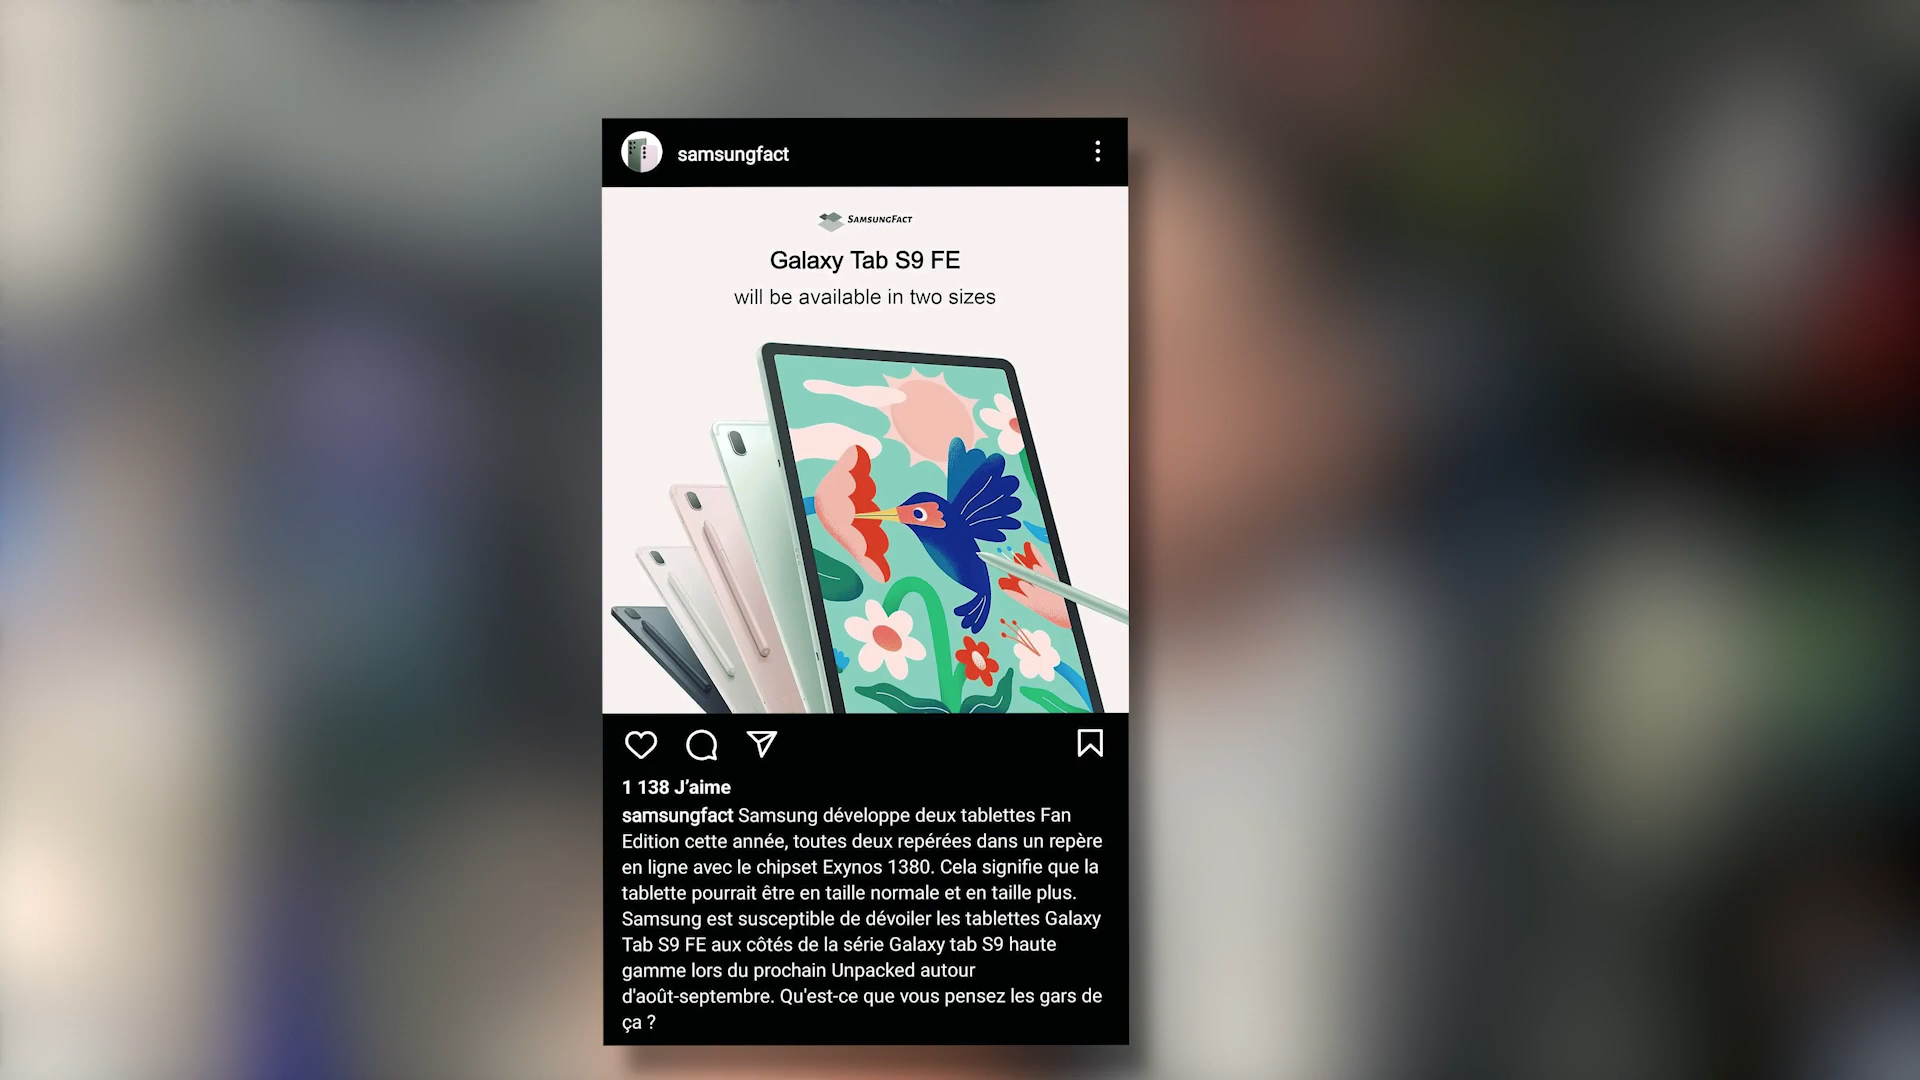 samsungfact
SAMSUNGFACT
Galaxy Tab S9 FE
will be available in two sizes
1 138 J'aime
samsungfact Samsung développe deux tablettes Fan
Edition cette année, toutes deux repérées dans un repère
en ligne avec le chipset Exynos 1380. Cela signifie que la
tablette pourrait être en taille normale et en taille plus.
Samsung est susceptible de dévoiler les tablettes Galaxy
Tab S9 FE aux côtés de la série Galaxy tab S9 haute
gamme lors du prochain Unpacked autour
d'août-septembre. Qu'est-ce que vous pensez les gars de
ça ?